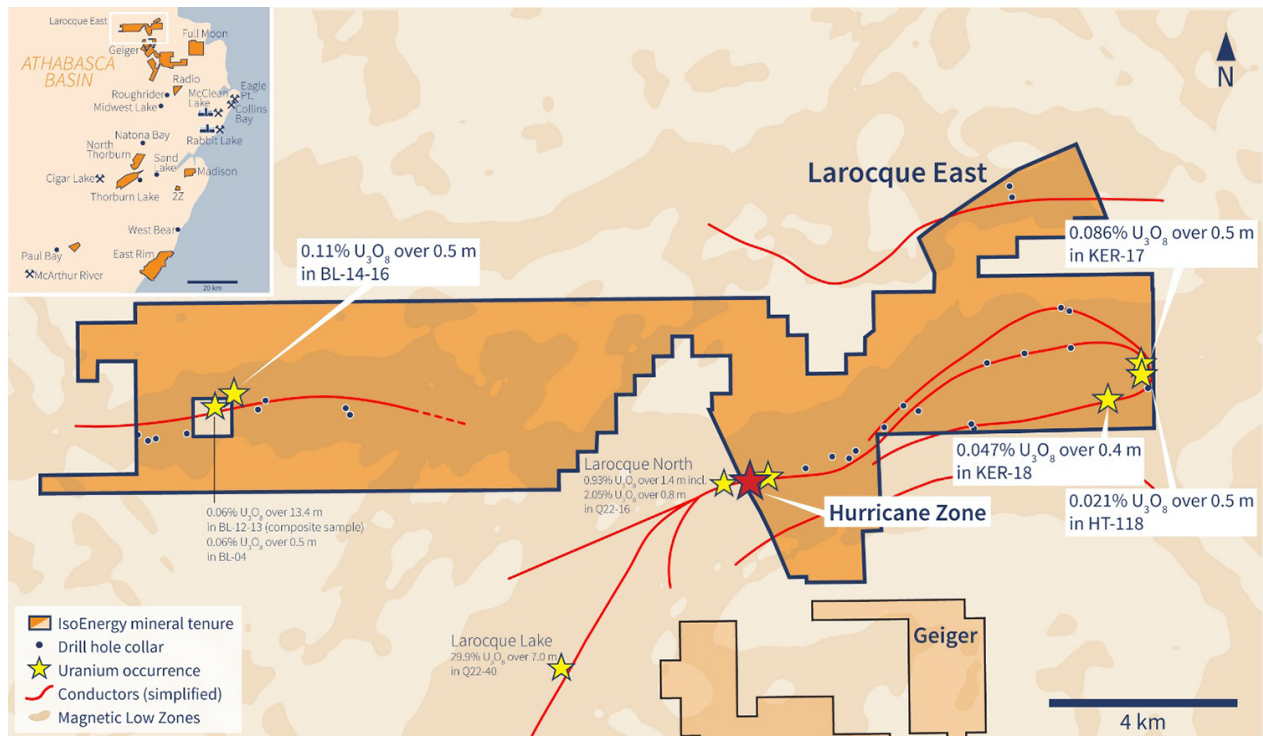 Larocque East
Full Moon
Geiger
ATHABASCA
BASIN
Radio
Eagle
Pt.
Roughrider
McClean
Lake
Midwest Lake
Collins
Bay
Natona Bay
Rabbit Lake
North
Thorburn
Sand
Lake
Cigar Lake
Madison
Thorburn Lake
2Z
West Bear
Paul Bay
East Rim
McArthur River
20 km
N
Larocque East
0.11% U3O8 over 0.5 m
in BL-14-16
0.086% U3O8 over 0.5 m
in KER-17
Larocque North
0.93% U3O8 over 1.4 m incl.
2.05% U3O8 over 0.8 m
in Q22-16
0.047% U3O8 over 0.4 m
in KER-18
Hurricane Zone
0.021% U3O8 over 0.5 m
in HT-118
0.06% U3O8 over 13.4 m
in BL-12-13 (composite sample)
0.06% U3O8 over 0.5 m
in BL-04
Larocque Lake
29.9% U3O8 over 7.0 m
in Q22-40
Geiger
IsoEnergy mineral tenure
Drill hole collar
Uranium occurrence
Conductors (simplified)
Magnetic Low Zones
4 km